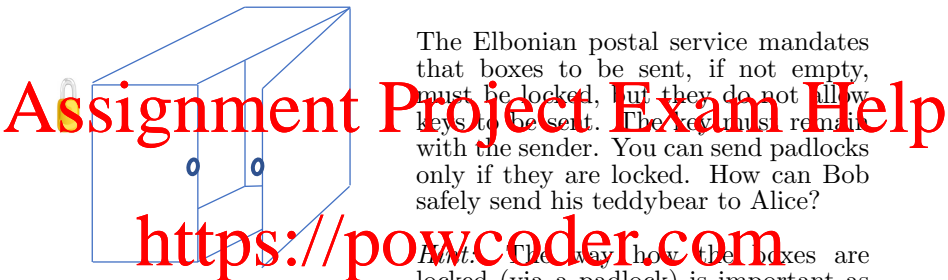 The Elbonian postal service mandates
that boxes to be sent, if not empty,
must be locked, but they do not allow
Assignment Project Exam Help
keys to be sent. The key must remain
with the sender. You can send padlocks
only if they are locked. How can Bob
safely send his teddybear to Alice?
https://powcoder.com
Hint: The way how the boxes are
locked (via a padlock) is important as